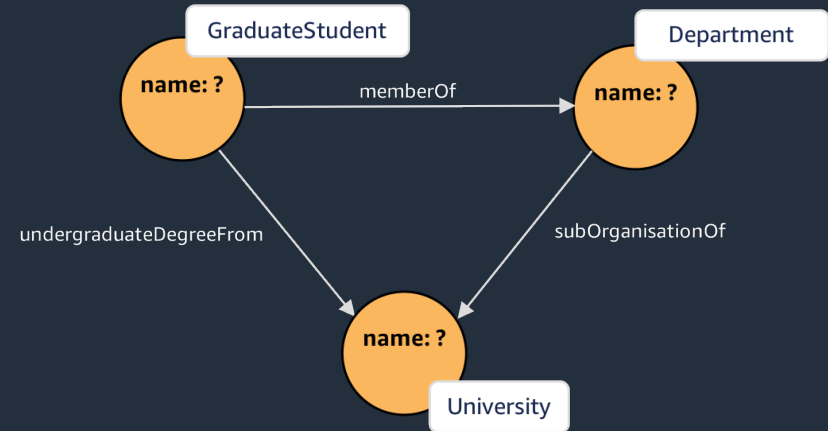 GraduateStudent
Department
name: ?
memberOf
name: ?
undergraduateDegreeFrom
subOrganisationOf
name: ?
University